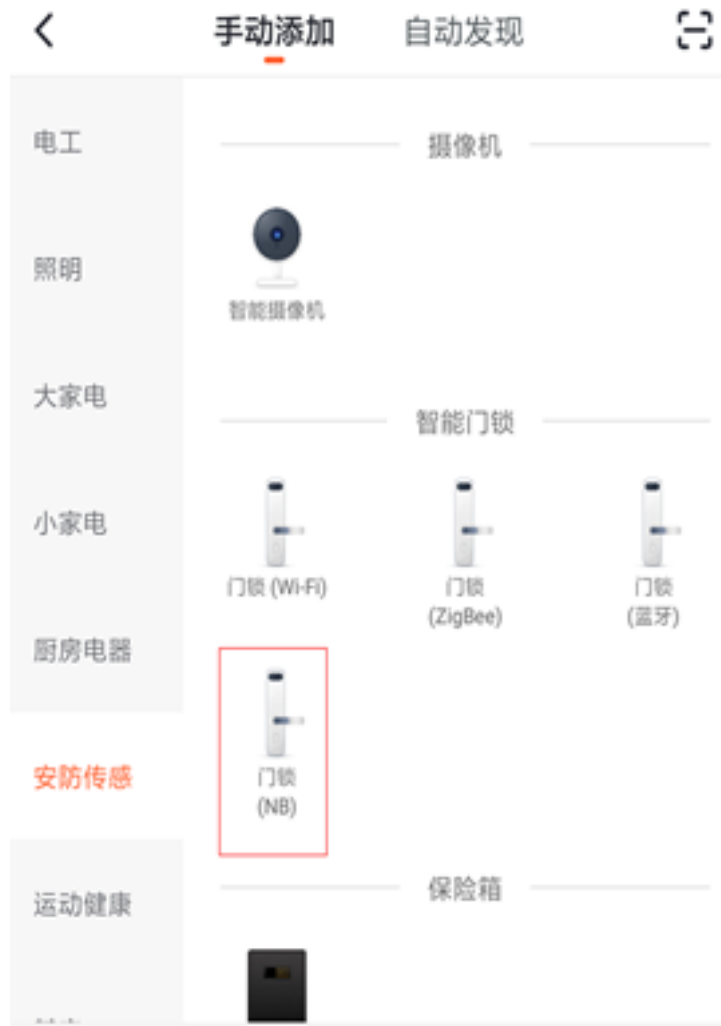 手动添加 自动发现
电工
摄像机
照明
智能摄像机
大家电
智能门锁
小家电
门锁 (Wi-Fi)
门锁
(ZigBee)
门锁
(蓝牙)
厨房电器
安防传感
门锁
(NB)
运动健康
保险箱